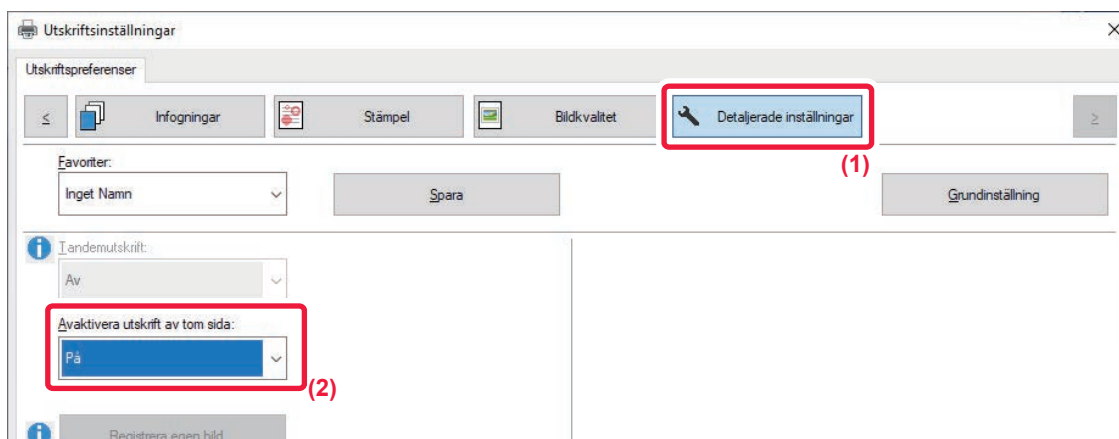 Utskriftsinställningar
Utskriftspreferenser
< Infogningar Stämpel Bildkvalitet Detaljerade inställningar >
(1)
Favoriter:
Inget Namn Spara Grundinställning
Tandemutskrift:
Av
Avaktivera utskrift av tom sida:
På
(2)
Registrera egen bild